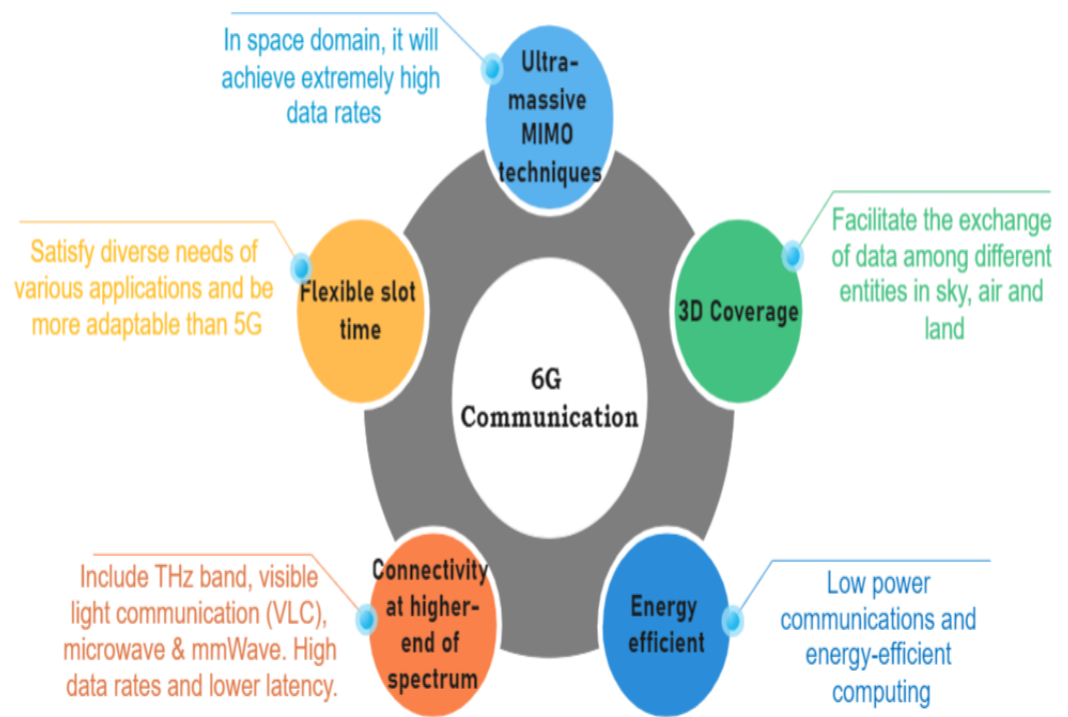 In space domain, it will
achieve extremely high
data rates
Ultra-
massive
MIMO
techniques
Satisfy diverse needs of
various applications and be
more adaptable than 5G
Flexible slot
time
3D Coverage
Facilitate the exchange
of data among different
entities in sky, air and
land
6G
Communication
Include THz band, visible
light communication (VLC),
microwave & mmWave. High
data rates and lower latency.
Connectivity
at higher-
end of
spectrum
Energy
efficient
Low power
communications and
energy-efficient
computing